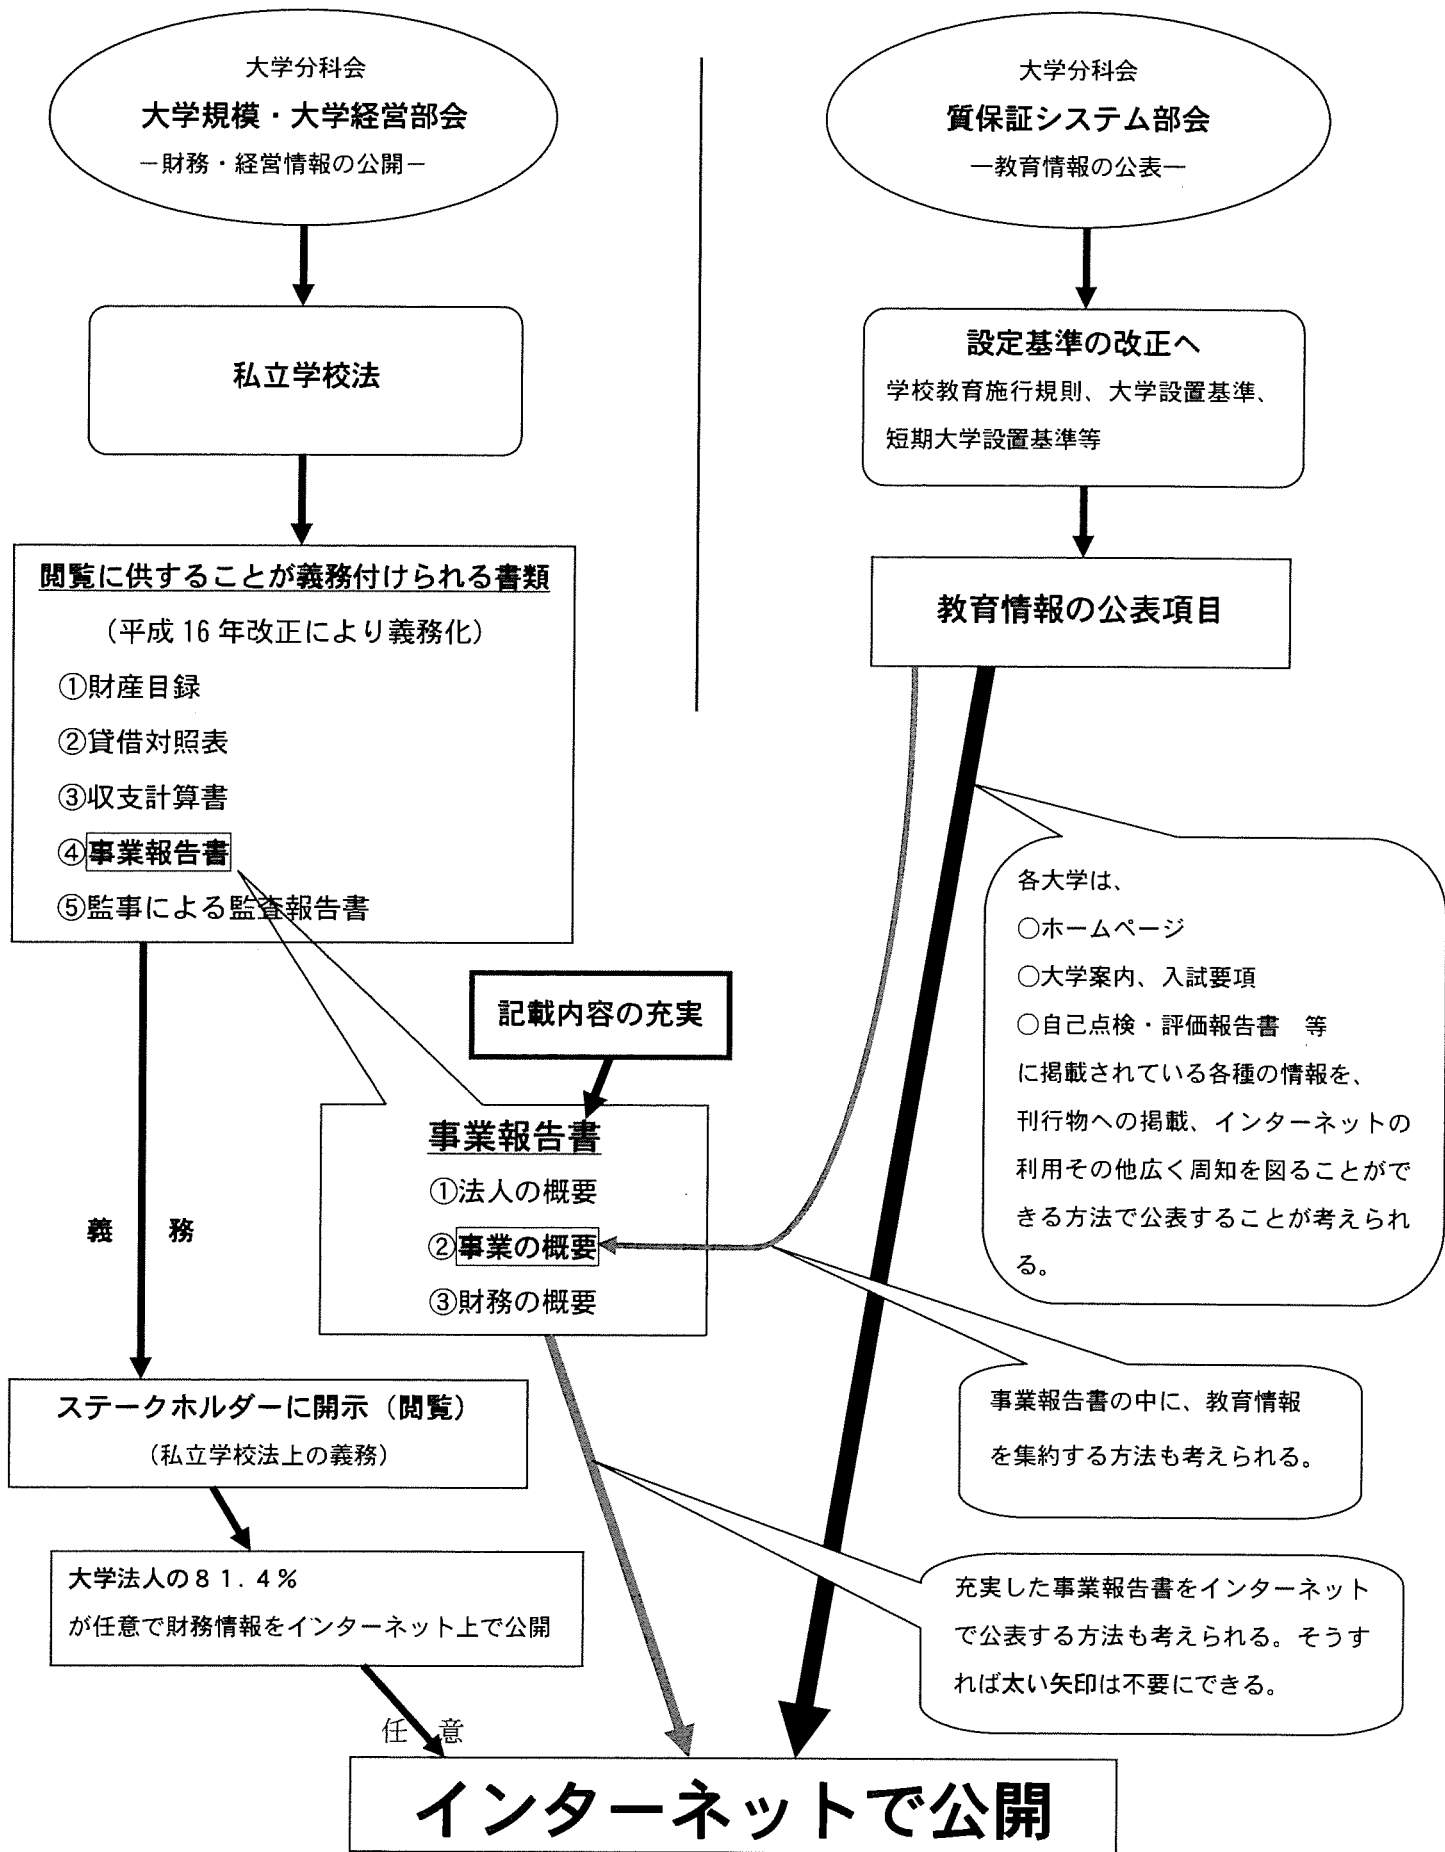 大学分科会
大学規模・大学経営部会
－財務・経営情報の公開－
私立学校法
閲覧に供することが義務付けられる書類
（平成 16 年改正により義務化）
①財産目録
②貸借対照表
③収支計算書
④事業報告書
⑤監事による監査報告書
義　務
ステークホルダーに開示（閲覧）
（私立学校法上の義務）
大学法人の８１.４％
が任意で財務情報をインターネット上で公開
任　意
大学分科会
質保証システム部会
―教育情報の公表―
設定基準の改正へ
学校教育施行規則、大学設置基準、
短期大学設置基準等
教育情報の公表項目
各大学は、
○ホームページ
○大学案内、入試要項
○自己点検・評価報告書　等
に掲載されている各種の情報を、
刊行物への掲載、インターネットの
利用その他広く周知を図ることがで
きる方法で公表することが考えられ
る。
記載内容の充実
事業報告書
①法人の概要
②事業の概要
③財務の概要
事業報告書の中に、教育情報
を集約する方法も考えられる。
充実した事業報告書をインターネット
で公表する方法も考えられる。そうす
れば太い矢印は不要にできる。
インターネットで公開